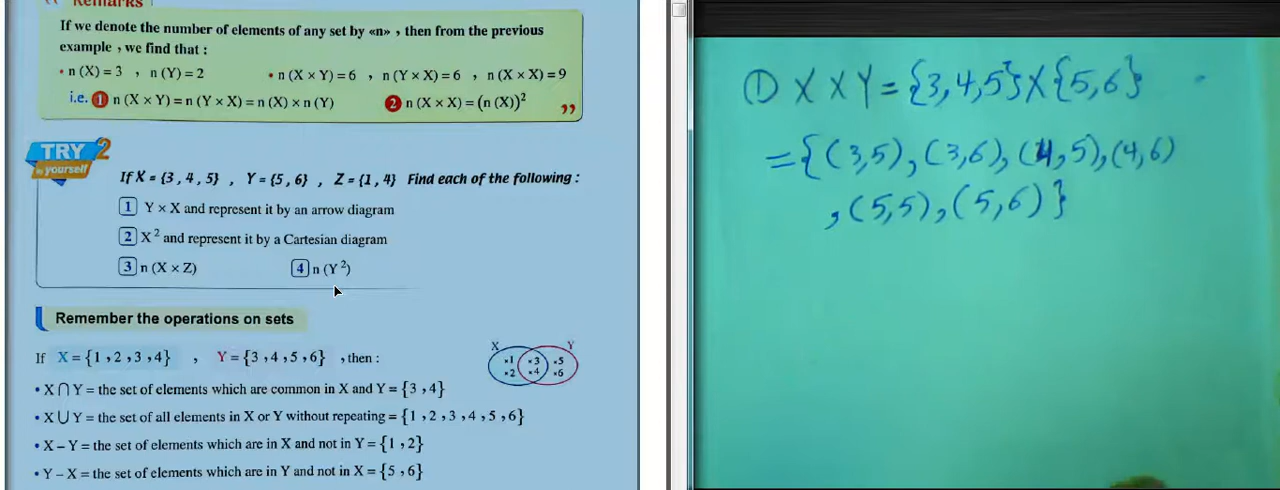 Remarks
If we denote the number of elements of any set by «n» , then from the previous
example , we find that :
• n (X) = 3 , n (Y) = 2 • n (X × Y) = 6 , n (Y × X) = 6 , n (X × X) = 9
i.e. 1 n (X × Y) = n (Y × X) = n (X) × n (Y) 2 n (X × X) = (n (X))²
TRY 2
yourself
If X = {3 , 4 , 5} , Y = {5 , 6} , Z = {1 , 4} Find each of the following :
1 Y × X and represent it by an arrow diagram
2 X² and represent it by a Cartesian diagram
3 n (X × Z) 4 n (Y²)
Remember the operations on sets
If X = {1 , 2 , 3 , 4} , Y = {3 , 4 , 5 , 6} , then :
X Y
×1 ×3 ×5
×2 ×4 ×6
• X ∩ Y = the set of elements which are common in X and Y = {3 , 4}
• X ∪ Y = the set of all elements in X or Y without repeating = {1 , 2 , 3 , 4 , 5 , 6}
• X – Y = the set of elements which are in X and not in Y = {1 , 2}
• Y – X = the set of elements which are in Y and not in X = {5 , 6}
① X X Y = {3,4,5} X {5,6}
= { (3,5), (3,6), (4,5), (4,6)
, (5,5), (5,6) }